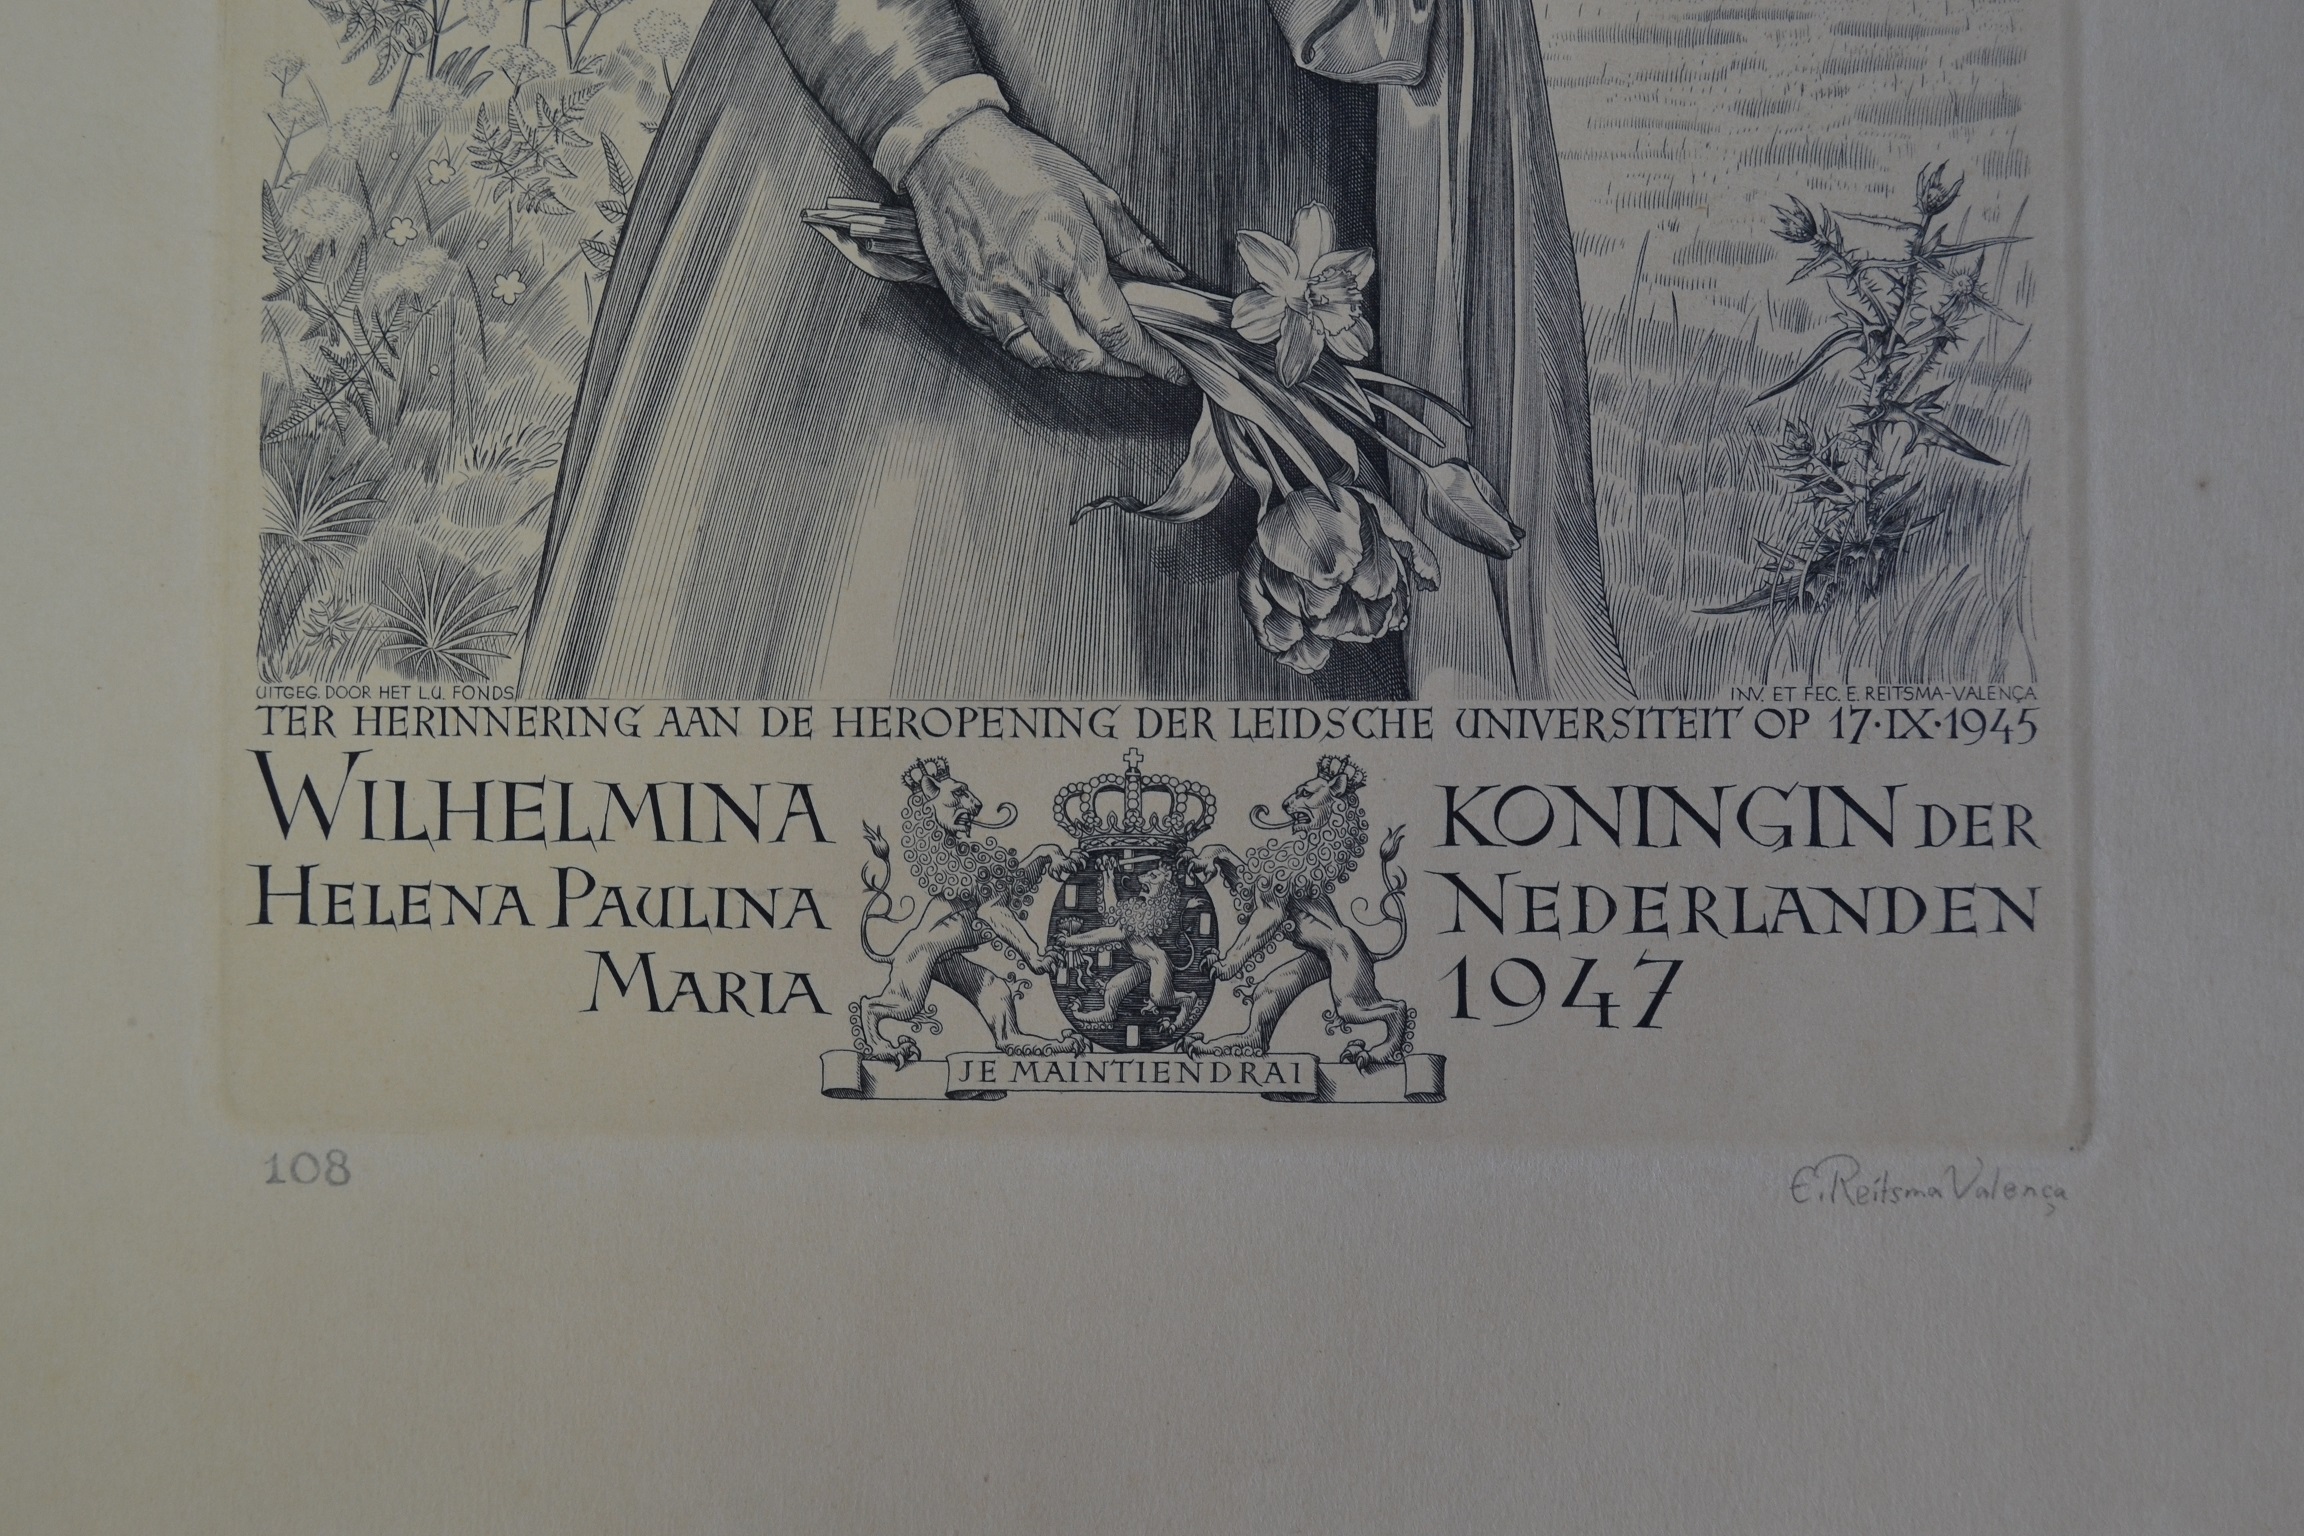 UITGEG. DOOR HET L.U. FONDS
INV. ET FEC. E. REITSMA-VALENÇA
TER HERINNERING AAN DE HEROPENING DER LEIDSCHE UNIVERSITEIT OP 17·IX·1945
WILHELMINA
HELENA PAULINA
MARIA
KONINGIN DER
NEDERLANDEN
1947
JE MAINTIENDRAI
108
E. Reitsma Valença